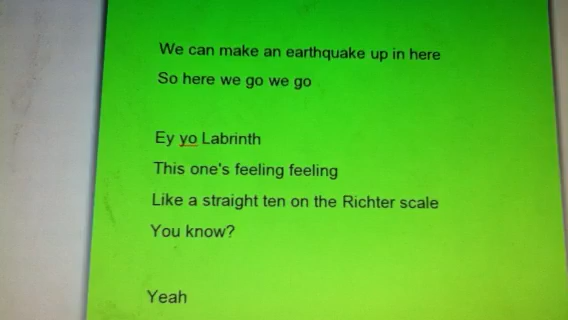 We can make an earthquake up in here
So here we go we go
Ey yo Labrinth
This one's feeling feeling
Like a straight ten on the Richter scale
You know?
Yeah